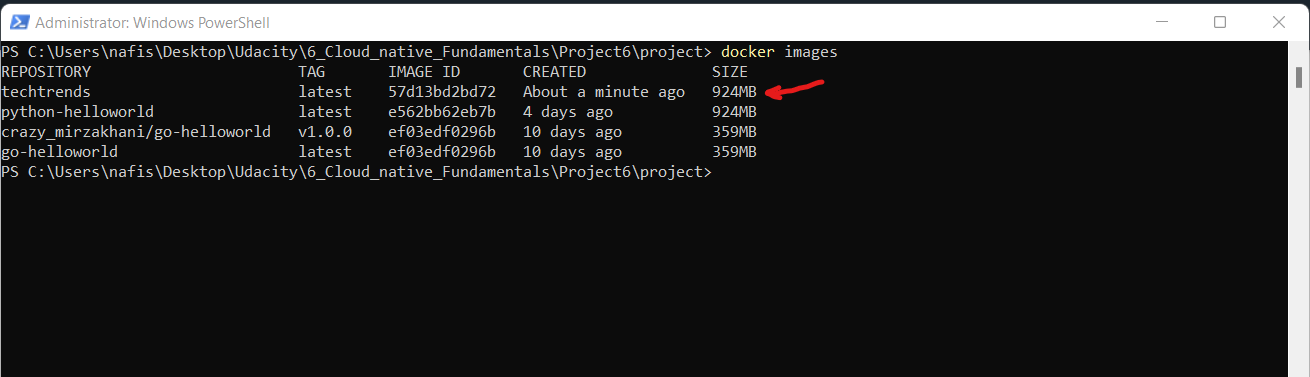 Administrator: Windows PowerShell
PS C:\Users\nafis\Desktop\Udacity\6_Cloud_native_Fundamentals\Project6\project> docker images
REPOSITORY TAG IMAGE ID CREATED SIZE
techtrends latest 57d13bd2bd72 About a minute ago 924MB
python-helloworld latest e562bb62eb7b 4 days ago 924MB
crazy_mirzakhani/go-helloworld v1.0.0 ef03edf0296b 10 days ago 359MB
go-helloworld latest ef03edf0296b 10 days ago 359MB
PS C:\Users\nafis\Desktop\Udacity\6_Cloud_native_Fundamentals\Project6\project>